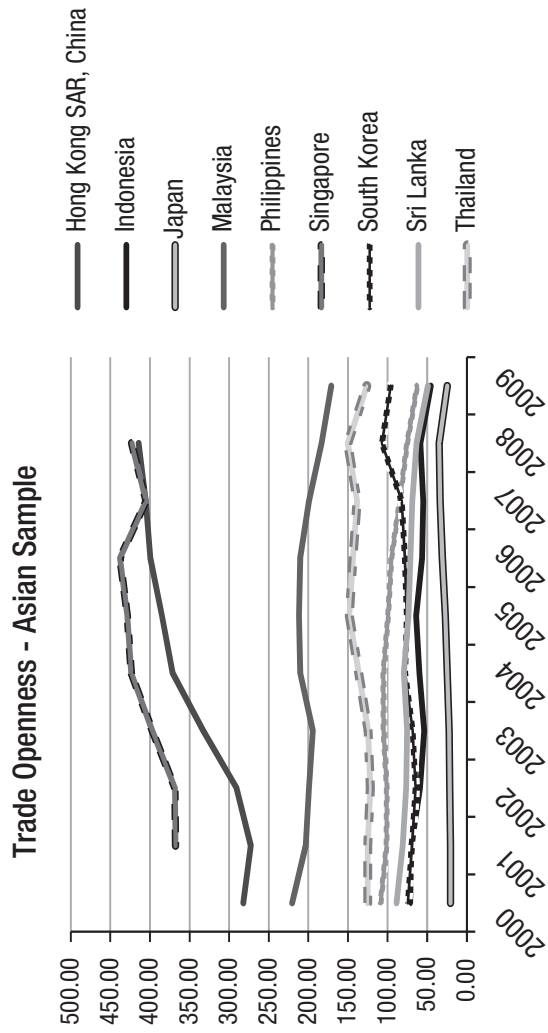 Trade Openness - Asian Sample
500.00
450.00
400.00
350.00
300.00
250.00
200.00
150.00
100.00
50.00
0.00
2000
2001
2002
2003
2004
2005
2006
2007
2008
2009
Hong Kong SAR, China
Indonesia
Japan
Malaysia
Philippines
Singapore
South Korea
Sri Lanka
Thailand